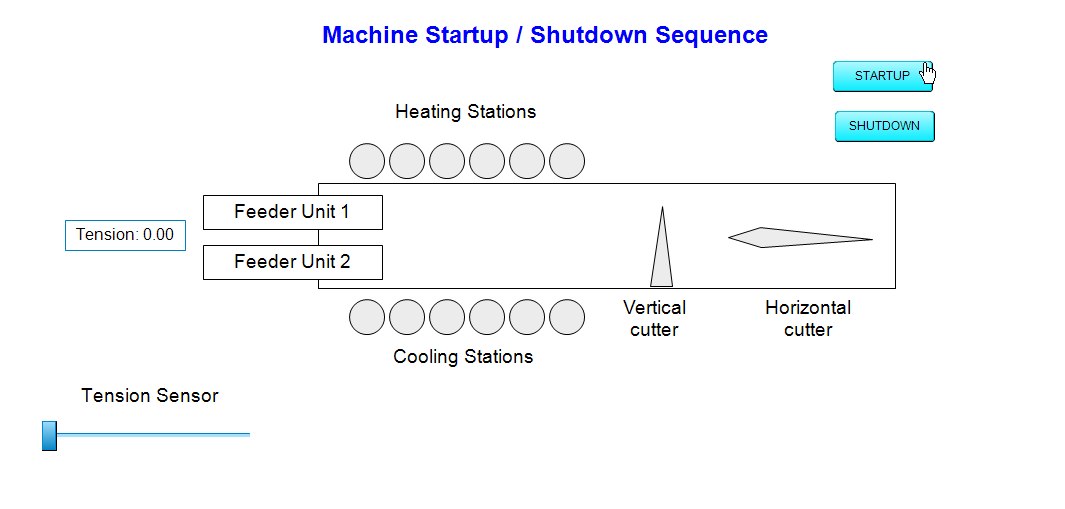 Machine Startup / Shutdown Sequence
STARTUP
SHUTDOWN
Heating Stations
Feeder Unit 1
Tension: 0.00
Feeder Unit 2
Vertical
cutter
Horizontal
cutter
Cooling Stations
Tension Sensor